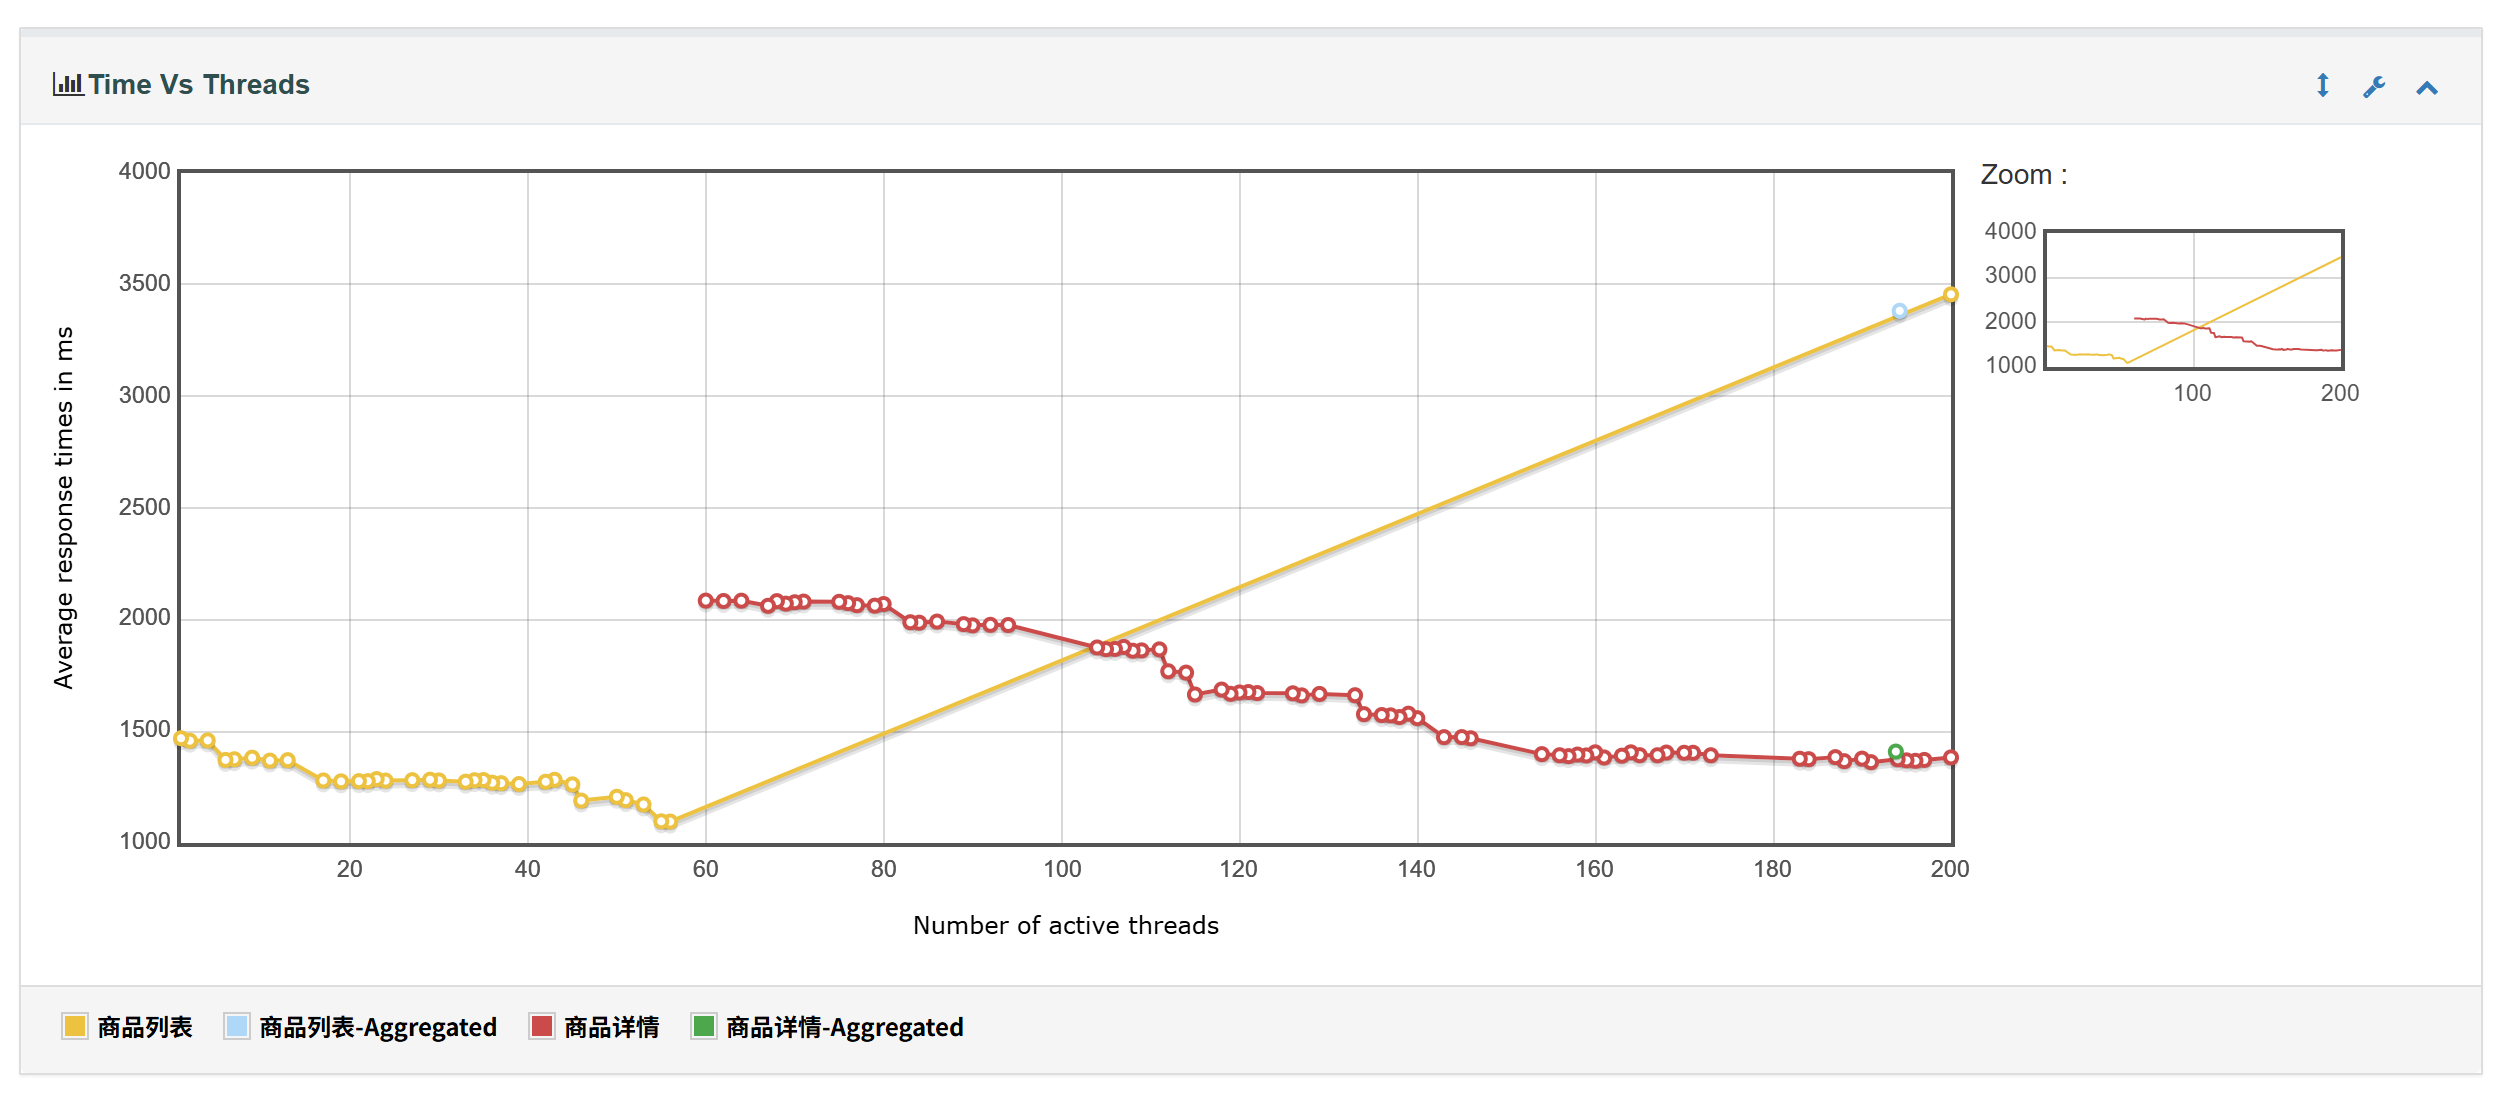 Time Vs Threads
Zoom :
4000
3500
3000
2500
2000
1500
1000
Average response times in ms
20 40 60 80 100 120 140 160 180 200
Number of active threads
4000
3000
2000
1000
100 200
商品列表 商品列表-Aggregated 商品详情 商品详情-Aggregated